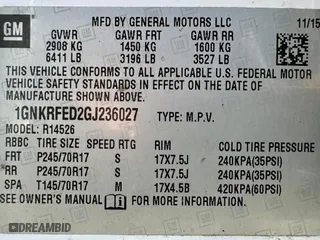 GM
MFD BY GENERAL MOTORS LLC 11/15
GVWR GAWR FRT GAWR RR
2908 KG 1450 KG 1600 KG
6411 LB 3196 LB 3527 LB
THIS VEHICLE CONFORMS TO ALL APPLICABLE U.S. FEDERAL MOTOR
VEHICLE SAFETY STANDARDS IN EFFECT ON THE DATE OF
MANUFACTURE SHOWN ABOVE.
1GNKRFED2GJ236027 TYPE: M.P.V.
MODEL: R14526
RBBC TIRE SIZE SPEED RTG RIM COLD TIRE PRESSURE
FRT P245/70R17 S 17X7.5J 240KPA(35PSI)
RR P245/70R17 S 17X7.5J 240KPA(35PSI)
SPA T145/70R17 M 17X4.5B 420KPA(60PSI)
SEE OWNER'S MANUAL FOR MORE INFORMATION.
DREAMBID